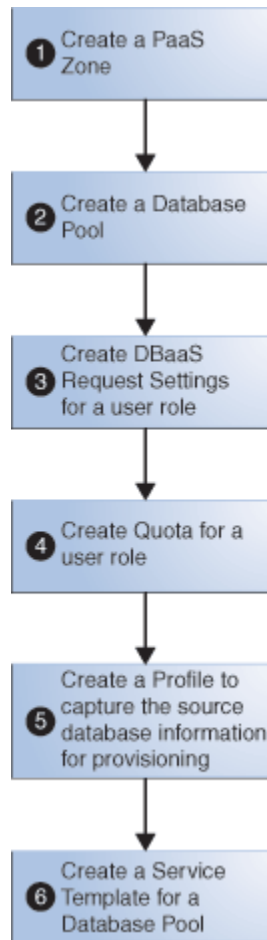 1 Create a PaaS
Zone
2 Create a Database
Pool
Create DBaaS
3 Request Settings
for a user role
4 Create Quota for a
user role
Create a Profile to
capture the source
5 database information
for provisioning
Create a Service
6 Template for a
Database Pool